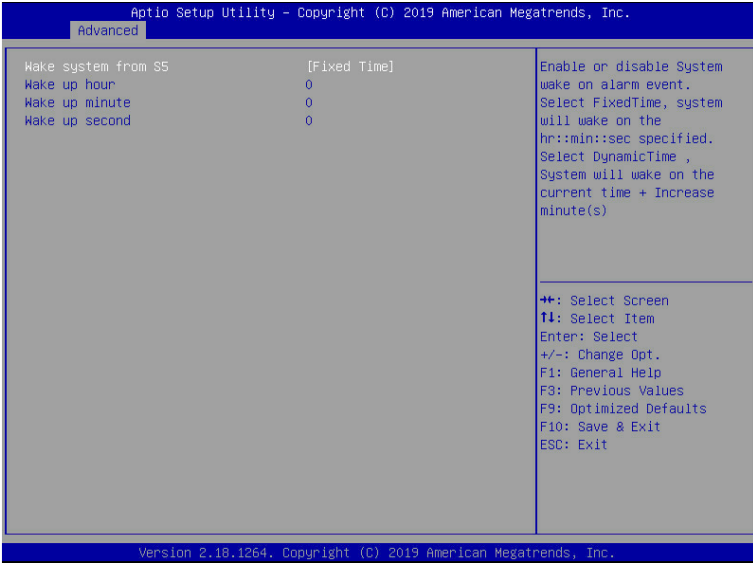 Aptio Setup Utility – Copyright (C) 2019 American Megatrends, Inc.
Advanced
Wake system from S5 [Fixed Time]
Wake up hour 0
Wake up minute 0
Wake up second 0
Enable or disable System
wake on alarm event.
Select FixedTime, system
will wake on the
hr::min::sec specified.
Select DynamicTime ,
System will wake on the
current time + Increase
minute(s)
→←: Select Screen
↑↓: Select Item
Enter: Select
+/-: Change Opt.
F1: General Help
F3: Previous Values
F9: Optimized Defaults
F10: Save & Exit
ESC: Exit
Version 2.18.1264. Copyright (C) 2019 American Megatrends, Inc.